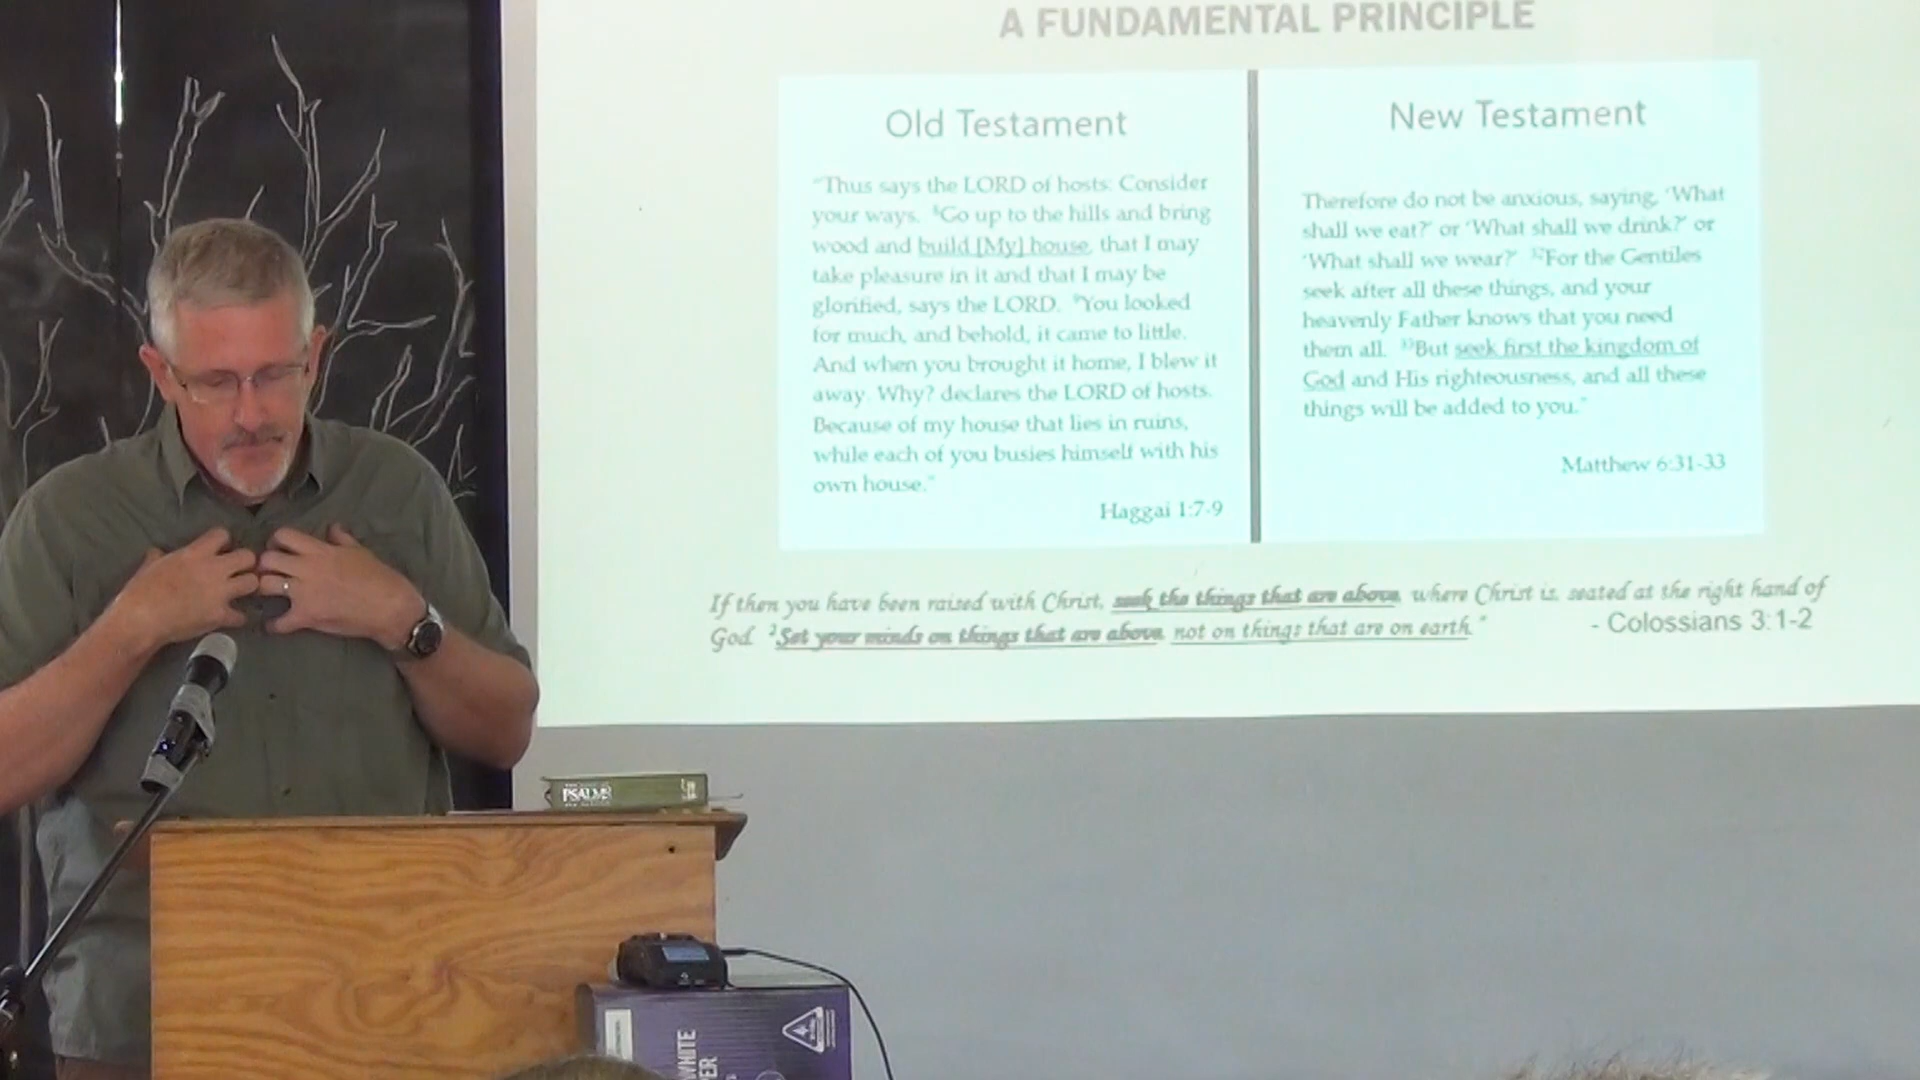 A FUNDAMENTAL PRINCIPLE
Old Testament
"Thus says the LORD of hosts: Consider
your ways. 8Go up to the hills and bring
wood and build [My] house, that I may
take pleasure in it and that I may be
glorified, says the LORD. 9You looked
for much, and behold, it came to little.
And when you brought it home, I blew it
away. Why? declares the LORD of hosts.
Because of my house that lies in ruins,
while each of you busies himself with his
own house."
Haggai 1:7-9
New Testament
Therefore do not be anxious, saying, 'What
shall we eat?' or 'What shall we drink?' or
'What shall we wear?' 32For the Gentiles
seek after all these things, and your
heavenly Father knows that you need
them all. 33But seek first the kingdom of
God and His righteousness, and all these
things will be added to you."
Matthew 6:31-33
If then you have been raised with Christ, seek the things that are above, where Christ is, seated at the right hand of
God. 2Set your minds on things that are above, not on things that are on earth."
- Colossians 3:1-2
PSALMS
WHITE